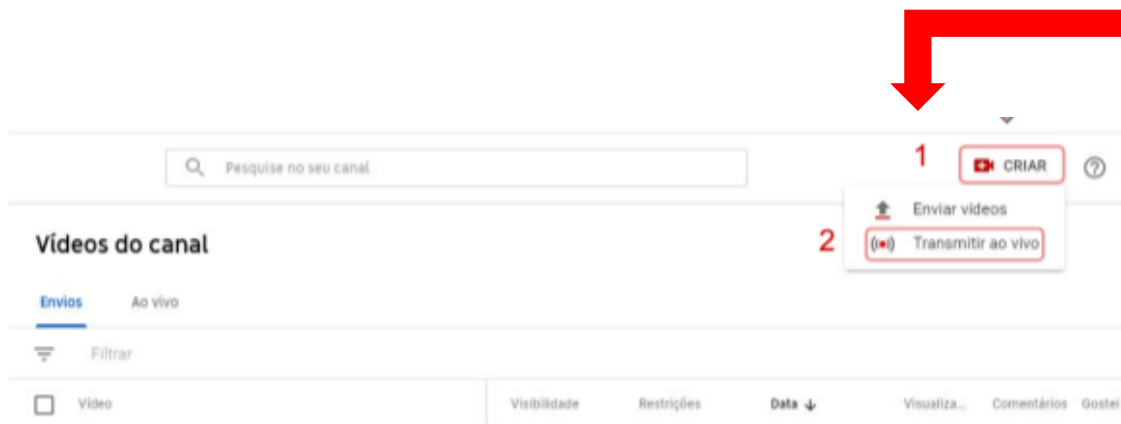 1
CRIAR
Pesquise no seu canal
Enviar vídeos
2
Transmitir ao vivo
Vídeos do canal
Envios Ao vivo
Filtrar
Vídeo Visibilidade Restrições Data ↓ Visualiza... Comentários Gostei